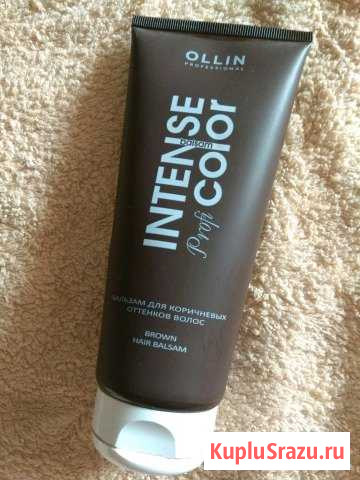 OLLIN
PROFESSIONAL
INTENSE
balsam
Profi
COLOR
БАЛЬЗАМ ДЛЯ КОРИЧНЕВЫХ
ОТТЕНКОВ ВОЛОС
BROWN
HAIR BALSAM
KupluSrazu.ru